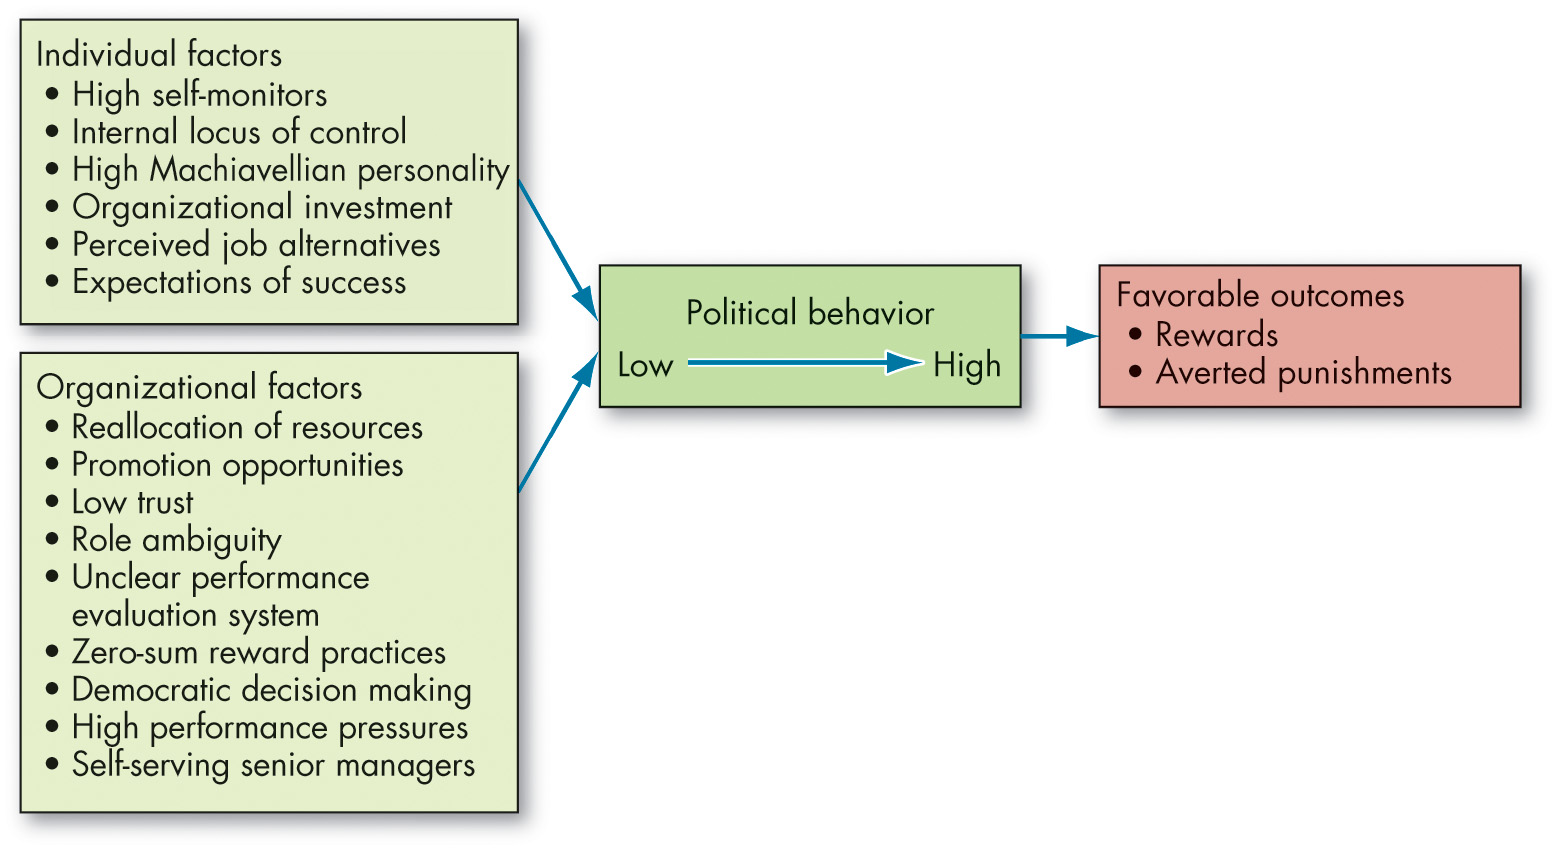 Individual factors
• High self-monitors
• Internal locus of control
• High Machiavellian personality
• Organizational investment
• Perceived job alternatives
• Expectations of success
Organizational factors
• Reallocation of resources
• Promotion opportunities
• Low trust
• Role ambiguity
• Unclear performance
evaluation system
• Zero-sum reward practices
• Democratic decision making
• High performance pressures
• Self-serving senior managers
Political behavior
Low High
Favorable outcomes
• Rewards
• Averted punishments